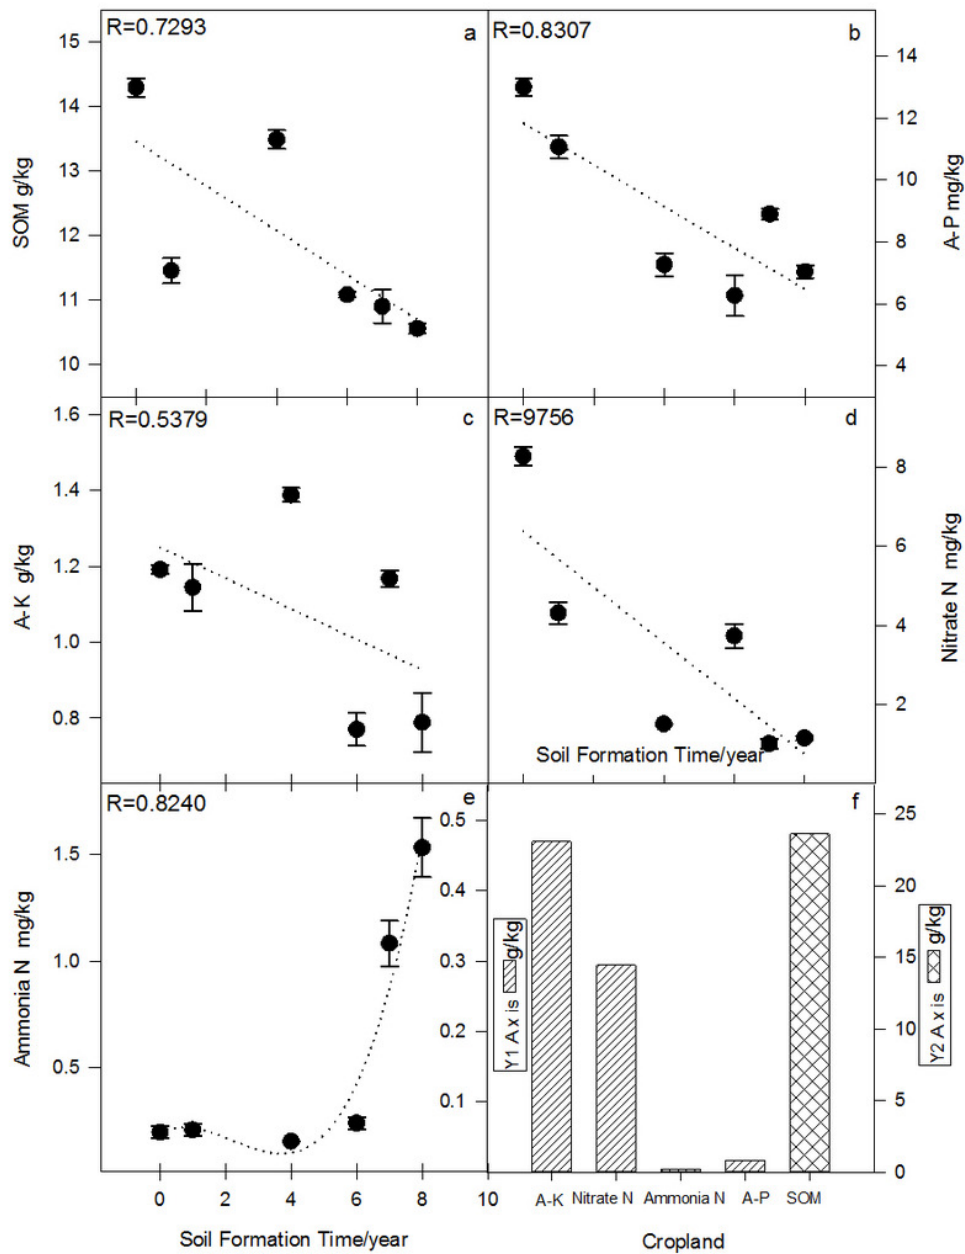 R=0.7293
a
15
14
13
12
11
10
SOM g/kg
R=0.8307
b
14
12
10
8
6
4
A-P mg/kg
R=0.5379
c
1.6
1.4
1.2
1.0
0.8
A-K g/kg
R=9756
d
8
6
4
2
Nitrate N mg/kg
Soil Formation Time/year
R=0.8240
e
1.5
1.0
0.5
Ammonia N mg/kg
0 2 4 6 8 10
Soil Formation Time/year
f
0.5
0.4
0.3
0.2
0.1
Y1 Axis g/kg
25
20
15
10
5
0
Y2 Axis g/kg
A-K Nitrate N Ammonia N A-P SOM
Cropland